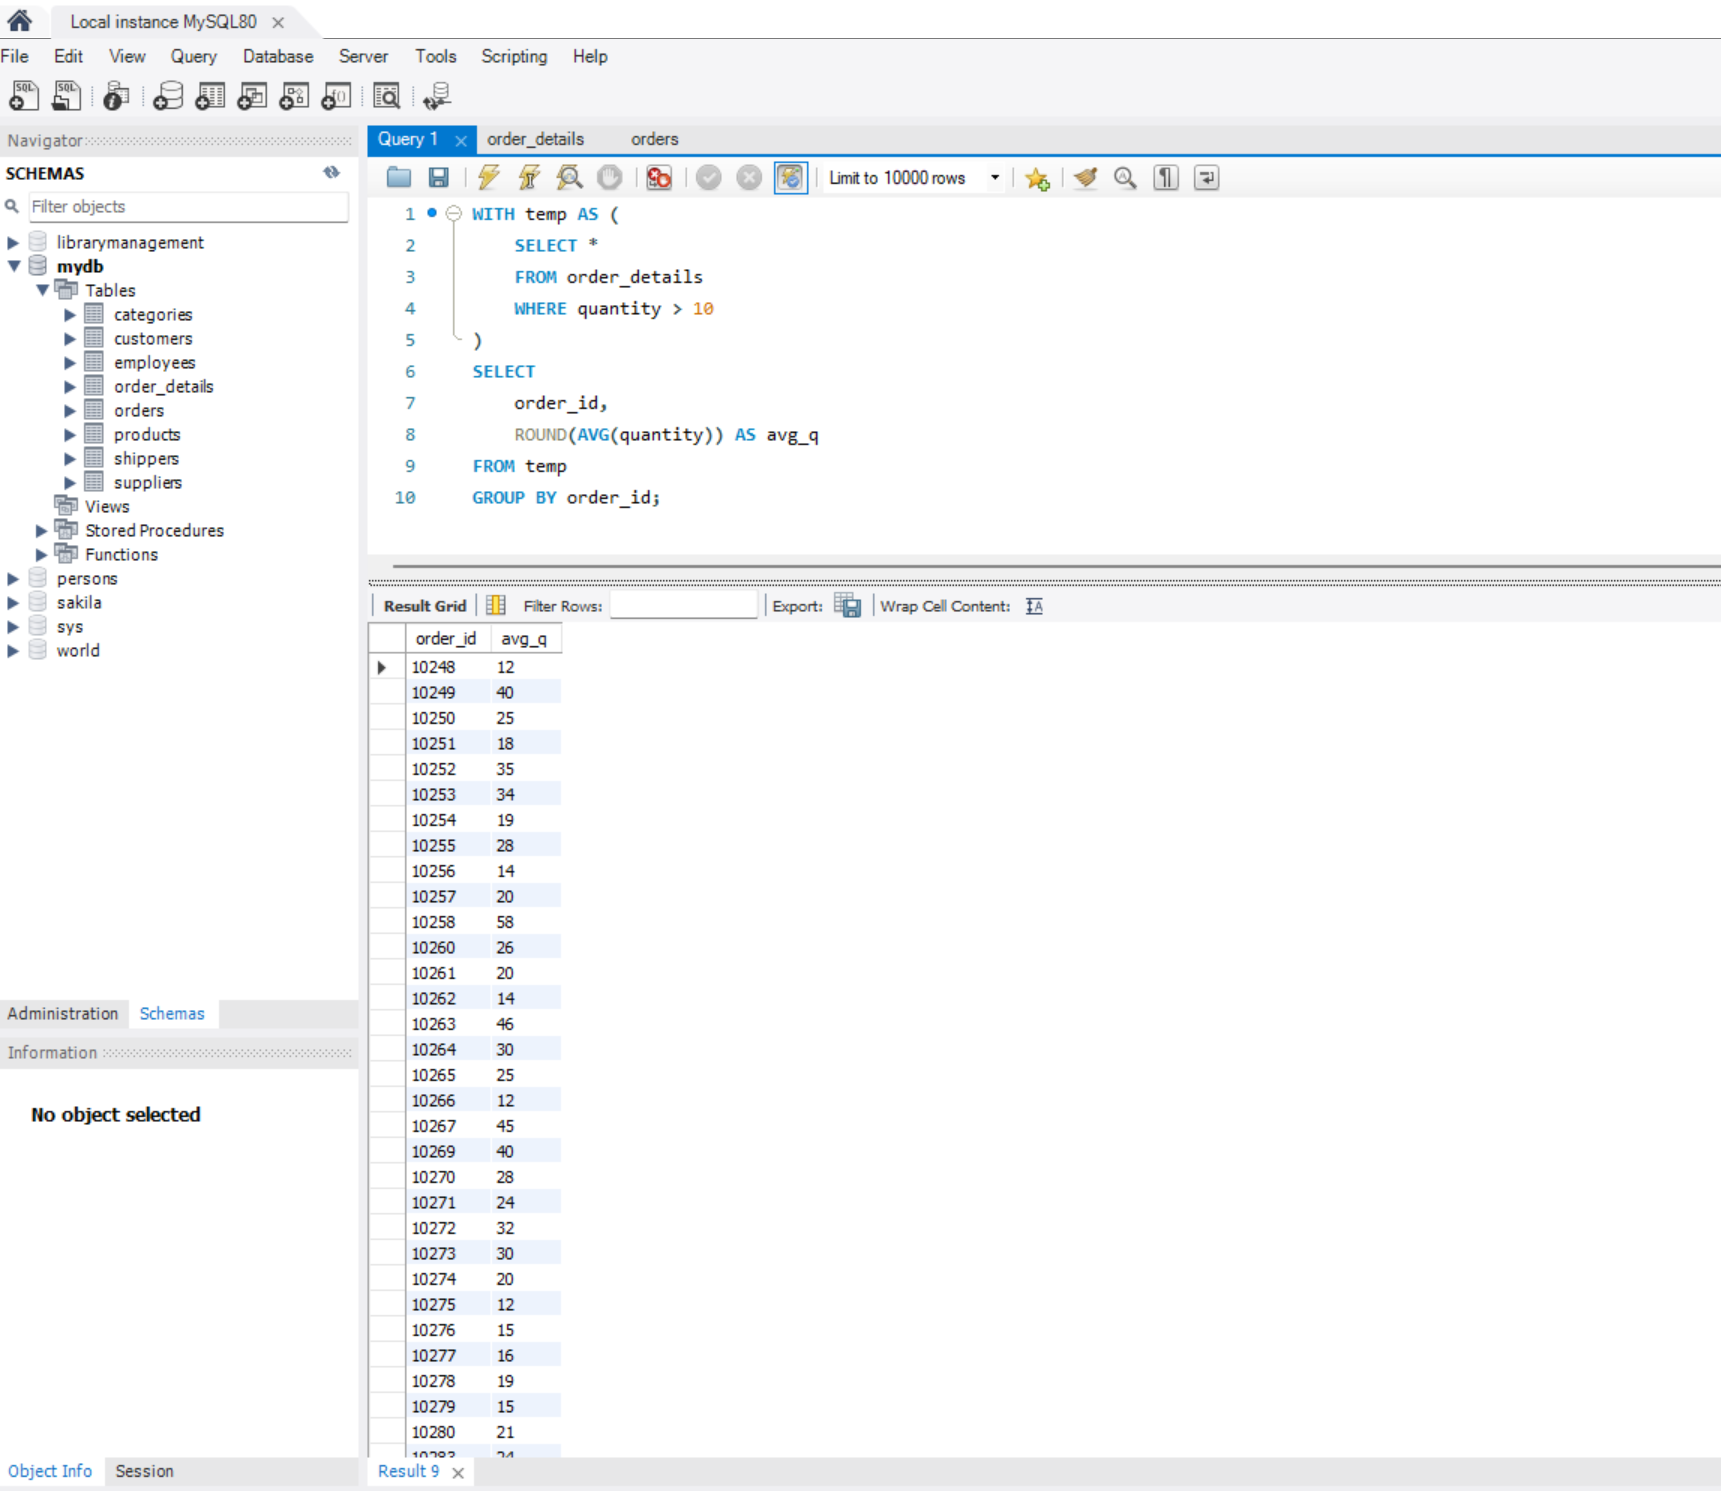 Local instance MySQL80
File Edit View Query Database Server Tools Scripting Help
Navigator
SCHEMAS
Filter objects
librarymanagement
mydb
Tables
categories
customers
employees
order_details
orders
products
shippers
suppliers
Views
Stored Procedures
Functions
persons
sakila
sys
world
Administration Schemas
Information
No object selected
Object Info Session
Query 1 order_details orders
Limit to 10000 rows
1 WITH temp AS (
2 SELECT *
3 FROM order_details
4 WHERE quantity > 10
5 )
6 SELECT
7 order_id,
8 ROUND(AVG(quantity)) AS avg_q
9 FROM temp
10 GROUP BY order_id;
Result Grid Filter Rows: Export: Wrap Cell Content: IA
order_id avg_q
10248 12
10249 40
10250 25
10251 18
10252 35
10253 34
10254 19
10255 28
10256 14
10257 20
10258 58
10260 26
10261 20
10262 14
10263 46
10264 30
10265 25
10266 12
10267 45
10269 40
10270 28
10271 24
10272 32
10273 30
10274 20
10275 12
10276 15
10277 16
10278 19
10279 15
10280 21
Result 9